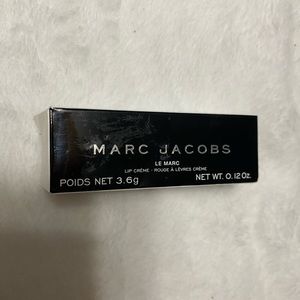 MARC JACOBS
LE MARC
LIP CRÈME · ROUGE À LÈVRES CRÈME
POIDS NET 3.6g NET WT. 0.12 Oz.